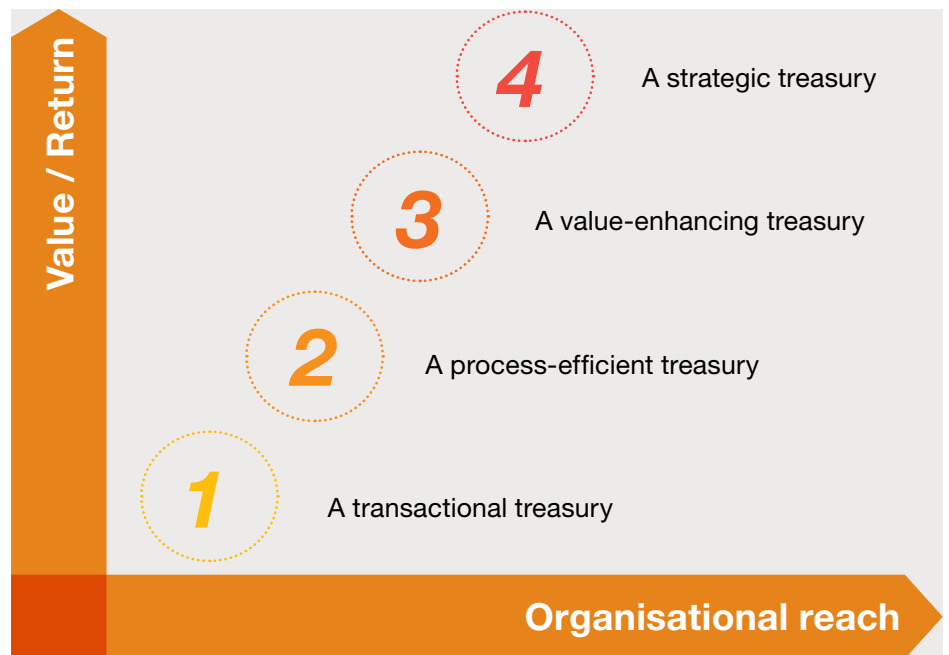 Value / Return
4
A strategic treasury
3
A value-enhancing treasury
2
A process-efficient treasury
1
A transactional treasury
Organisational reach